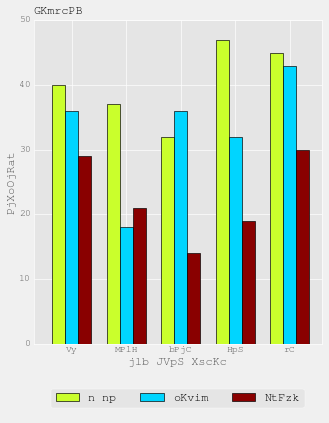 GKmrcPB
50
40
30
20
10
0
PjXoOjRat
Vy
MPlH
bPjC
HpS
rC
jlb JVpS XscKc
n np
oKvim
NtFzk